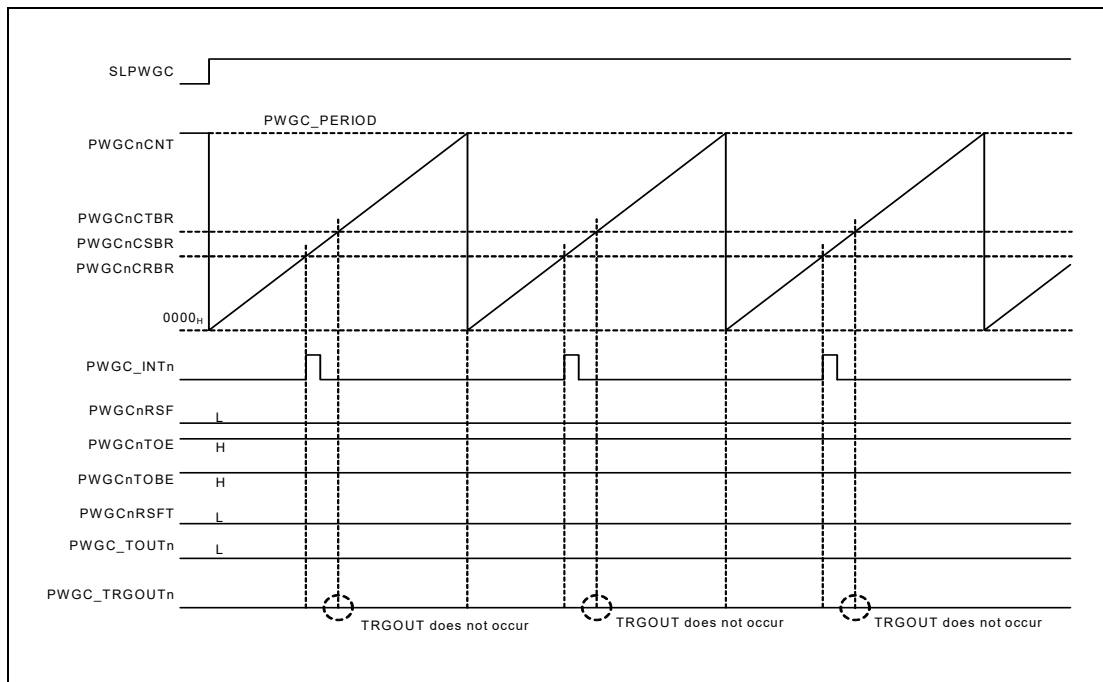 SLPWGC
PWGC_PERIOD
PWGCnCNT
PWGCnCTBR
PWGCnCSBR
PWGCnCRBR
0000H
PWGC_INTn
PWGCnRSF
L
PWGCnTOE
H
PWGCnTOBE
H
PWGCnRSFT
L
PWGC_TOUTn
L
PWGC_TRGOUTn
TRGOUT does not occur
TRGOUT does not occur
TRGOUT does not occur